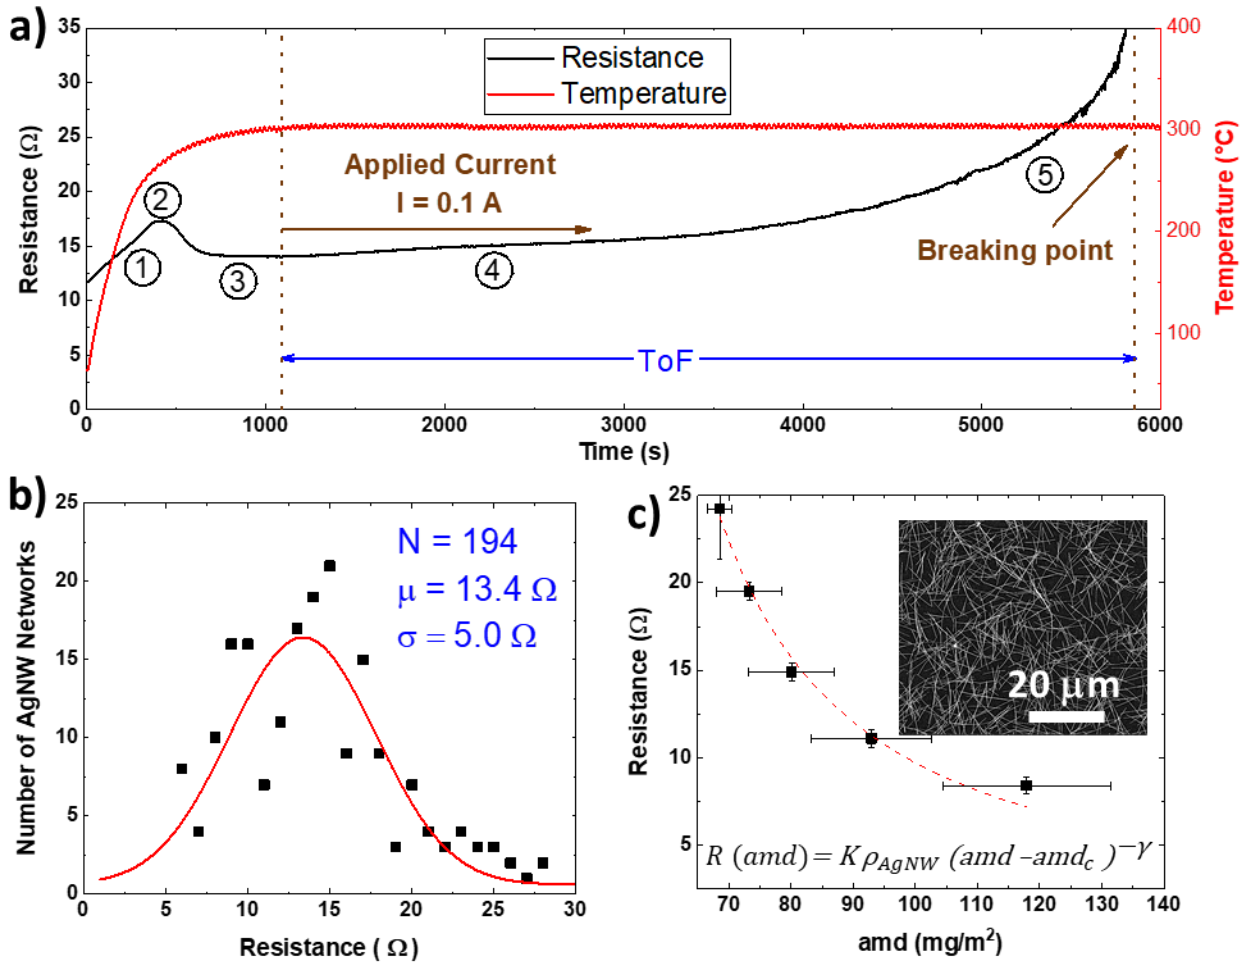 a)
35
30
25
20
15
10
5
0
Resistance (Ω)
Resistance
Temperature
400
300
200
100
Temperature (°C)
Applied Current
I = 0.1 A
1
2
3
4
5
Breaking point
ToF
0
1000
2000
3000
4000
5000
6000
Time (s)
b)
25
20
15
10
5
0
Number of AgNW Networks
N = 194
μ = 13.4 Ω
σ = 5.0 Ω
0
5
10
15
20
25
30
Resistance ( Ω)
c)
25
20
15
10
5
Resistance (Ω)
20 μm
R (amd) = Kρ_AgNW (amd -amd_c )^−γ
70
80
90
100
110
120
130
140
amd (mg/m²)